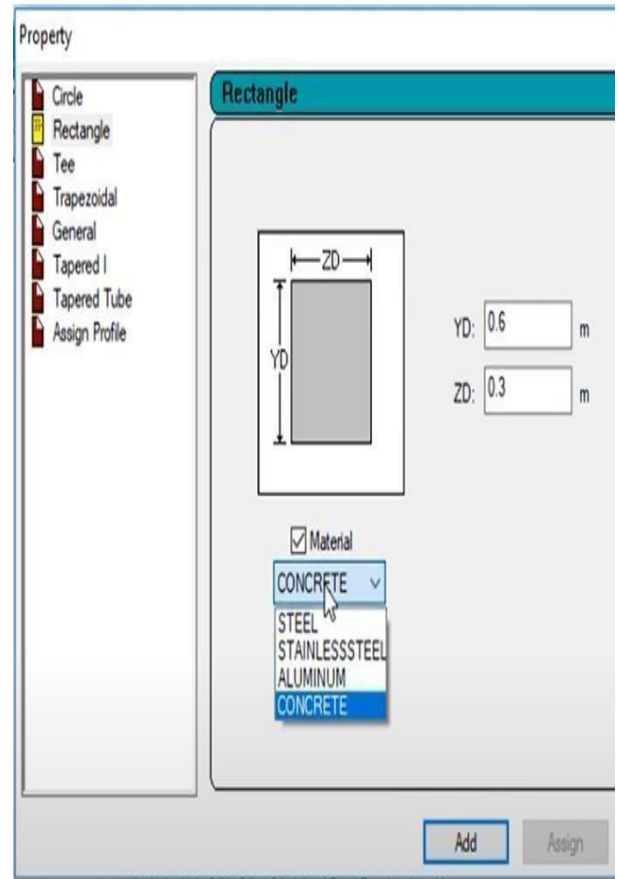 Property
Circle
Rectangle
Tee
Trapezoidal
General
Tapered I
Tapered Tube
Assign Profile
Rectangle
ZD
YD
YD: 0.6 m
ZD: 0.3 m
Material
CONCRETE
STEEL
STAINLESSSTEEL
ALUMINUM
CONCRETE
Add
Assign